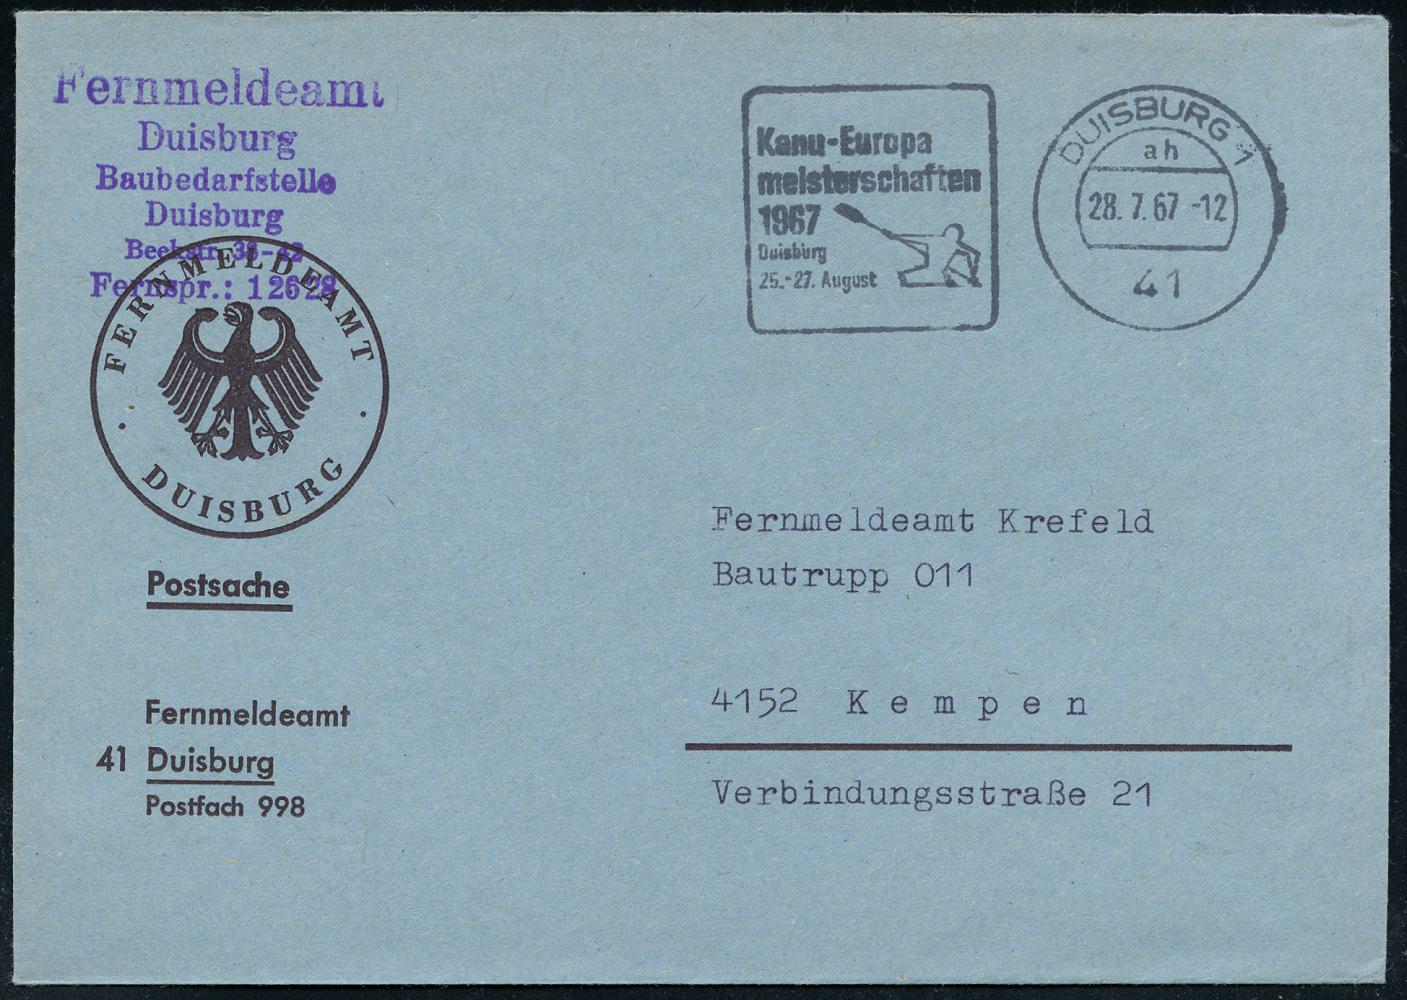 Fernmeldeamt
Duisburg
Baubedarfstelle
Duisburg
Fernspr.: 12628
FERNMELDEAMT
DUISBURG
Postsache
Fernmeldeamt
41 Duisburg
Postfach 998
Kanu-Europa
meisterschaften
1967
Duisburg
25.-27. August
DUISBURG 1
ah
28. 7. 67 -12
41
Fernmeldeamt Krefeld
Bautrupp 011
4152 Kempen
Verbindungsstraße 21